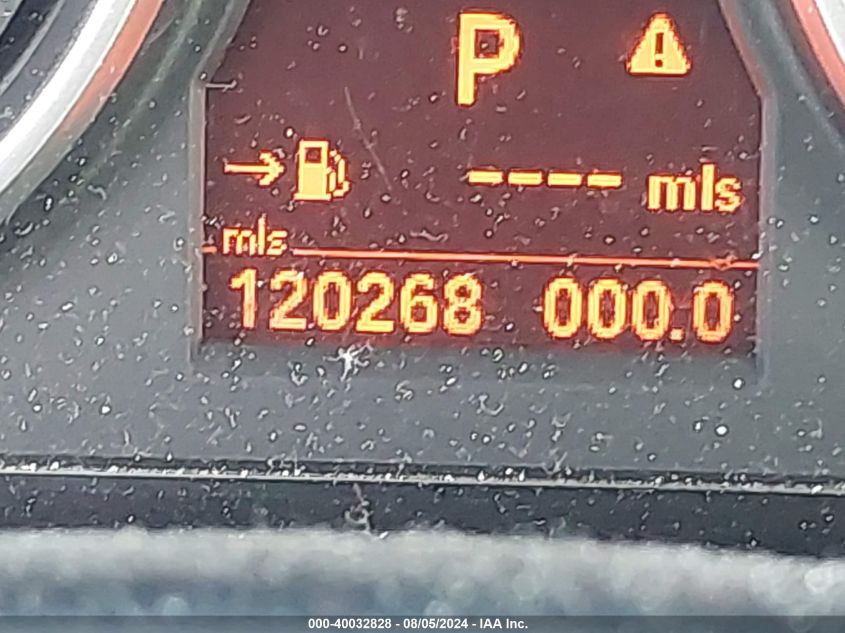 P
---- mls
mls
120268 000.0
000-40032828 - 08/05/2024 - IAA Inc.